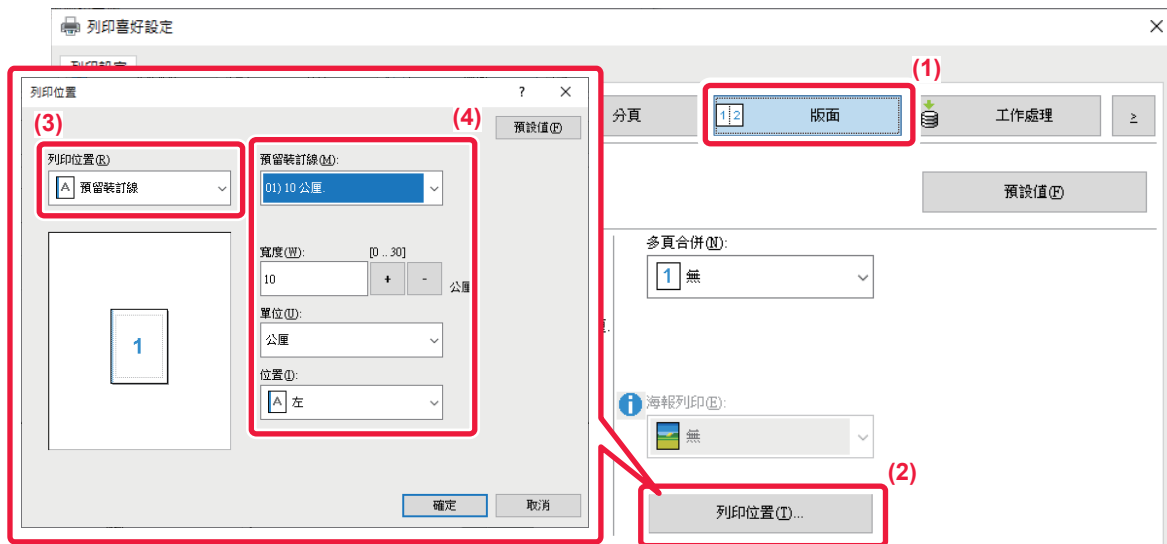 列印喜好設定
列印設定
(1)
分頁
1 2
版面
工作處理
>
預設值(F)
多頁合併(N):
1 無
海報列印(E):
無
(2)
列印位置(T)...
列印位置
? ×
(3)
(4)
預設值(F)
列印位置(R)
A 預留裝訂線
預留裝訂線(M):
01) 10 公厘.
寬度(W):
[0 .. 30]
10
+
-
公厘
單位(U):
公厘
位置(I):
A 左
1
確定
取消